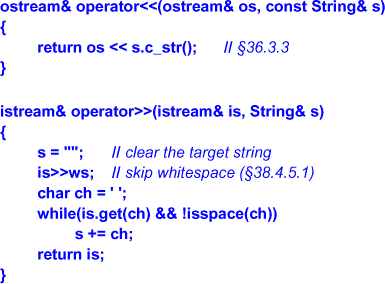 ostream& operator<<(ostream& os, const String& s)
{
return os << s.c_str(); // §36.3.3
}
istream& operator>>(istream& is, String& s)
{
s = ""; // clear the target string
is>>ws; // skip whitespace (§38.4.5.1)
char ch = ' ';
while(is.get(ch) && !isspace(ch))
s += ch;
return is;
}